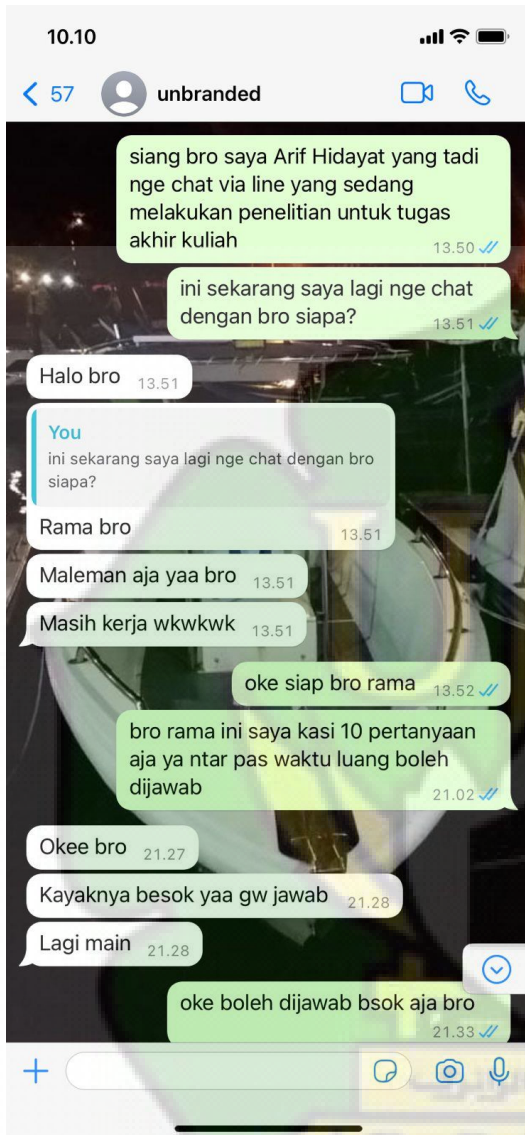 10.10
57
unbranded
siang bro saya Arif Hidayat yang tadi
nge chat via line yang sedang
melakukan penelitian untuk tugas
akhir kuliah
13.50
ini sekarang saya lagi nge chat
dengan bro siapa?
13.51
Halo bro 13.51
You
ini sekarang saya lagi nge chat dengan bro
siapa?
Rama bro 13.51
Maleman aja yaa bro 13.51
Masih kerja wkwkwk 13.51
oke siap bro rama 13.52
bro rama ini saya kasi 10 pertanyaan
aja ya ntar pas waktu luang boleh
dijawab
21.02
Okee bro 21.27
Kayaknya besok yaa gw jawab 21.28
Lagi main 21.28
oke boleh dijawab bsok aja bro
21.33